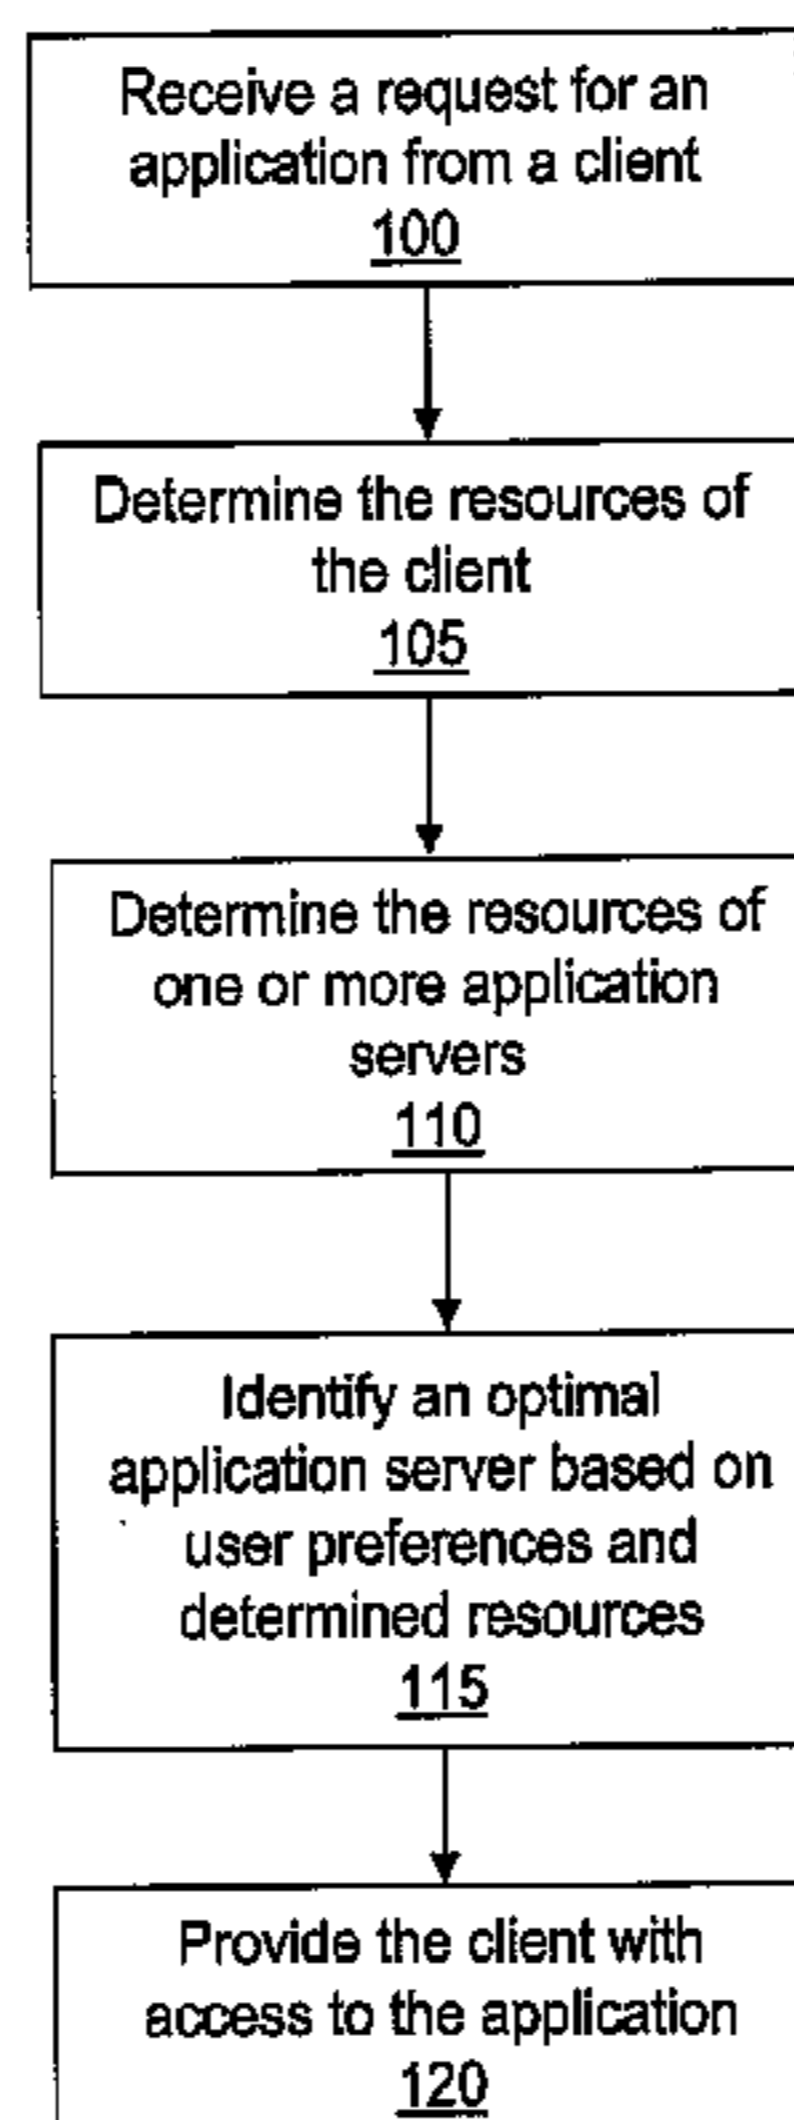 Receive a request for an
application from a client
100
Determine the resources of
the client
105
Determine the resources of
one or more application
servers
110
Identify an optimal
application server based on
user preferences and
determined resources
115
Provide the client with
access to the application
120